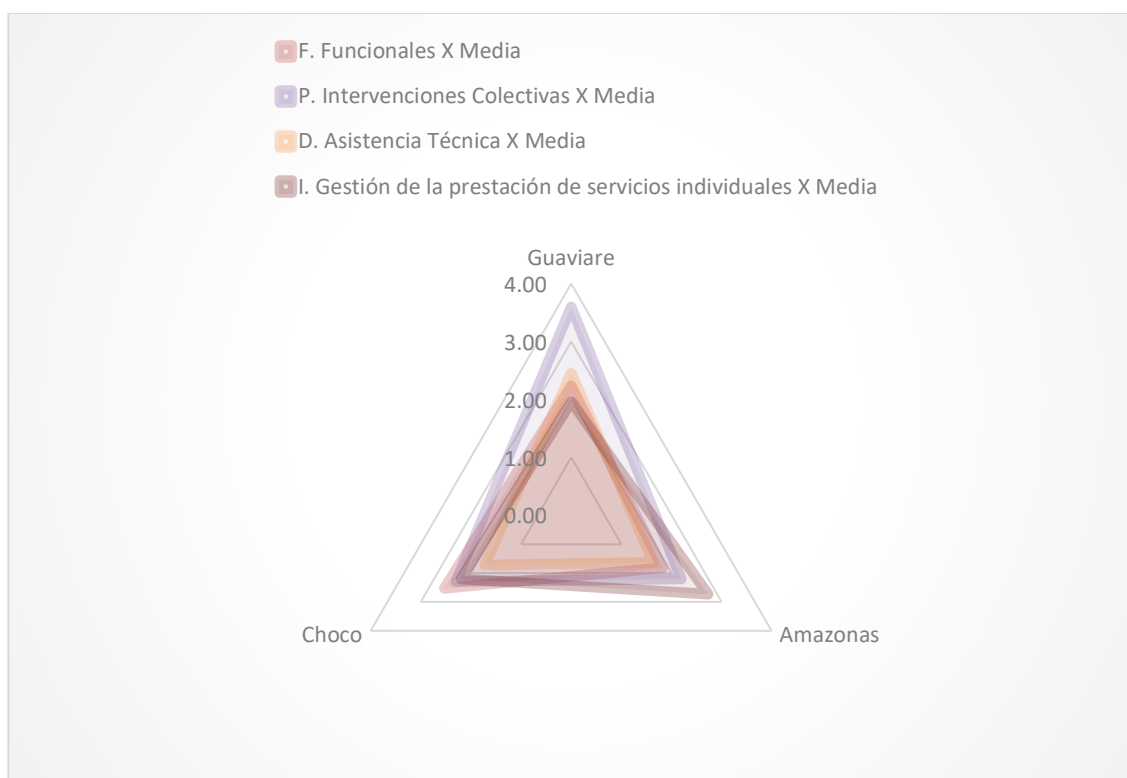 F. Funcionales X Media
P. Intervenciones Colectivas X Media
D. Asistencia Técnica X Media
I. Gestión de la prestación de servicios individuales X Media
Guaviare
4.00
3.00
2.00
1.00
0.00
Choco
Amazonas